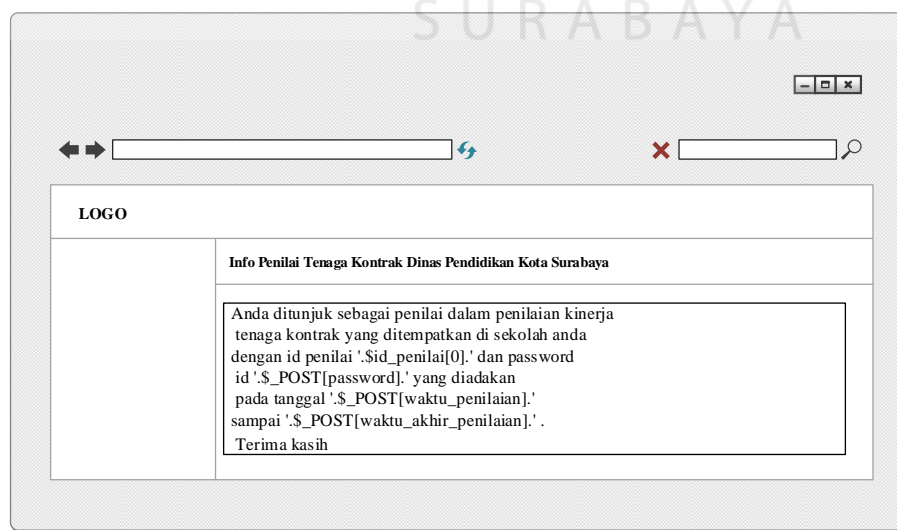 SURABAYA
LOGO
Info Penilai Tenaga Kontrak Dinas Pendidikan Kota Surabaya
Anda ditunjuk sebagai penilai dalam penilaian kinerja
tenaga kontrak yang ditempatkan di sekolah anda
dengan id penilai '.$id_penilai[0].' dan password
id '.$_POST[password].' yang diadakan
pada tanggal '.$_POST[waktu_penilaian].'
sampai '.$_POST[waktu_akhir_penilaian].' .
Terima kasih